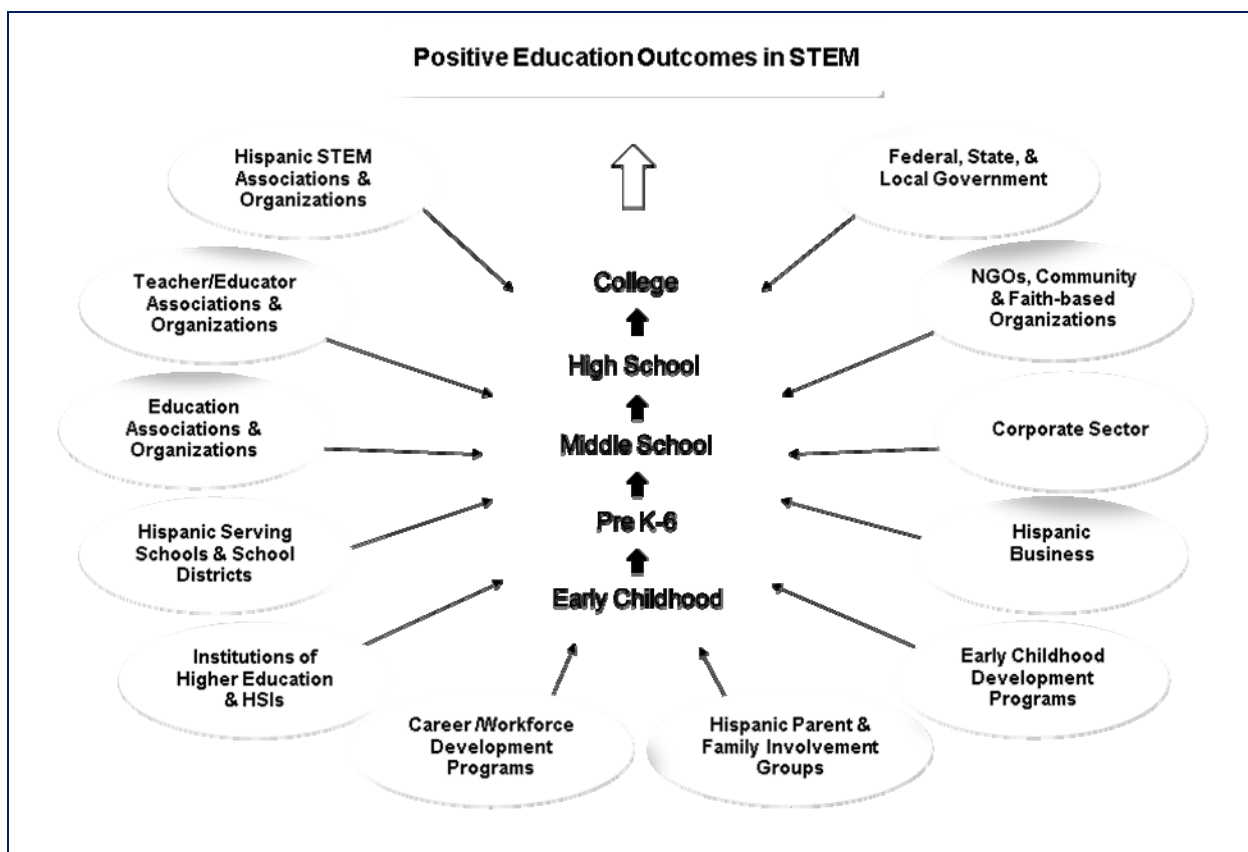 Positive Education Outcomes in STEM
Hispanic STEM
Associations &
Organizations
Federal, State, &
Local Government
Teacher/Educator
Associations &
Organizations
NGOs, Community
& Faith-based
Organizations
Education
Associations &
Organizations
Corporate Sector
Hispanic Serving
Schools & School
Districts
Hispanic
Business
Institutions of
Higher Education
& HSIs
Early Childhood
Development
Programs
Career /Workforce
Development
Programs
Hispanic Parent &
Family Involvement
Groups
College
High School
Middle School
Pre K-6
Early Childhood